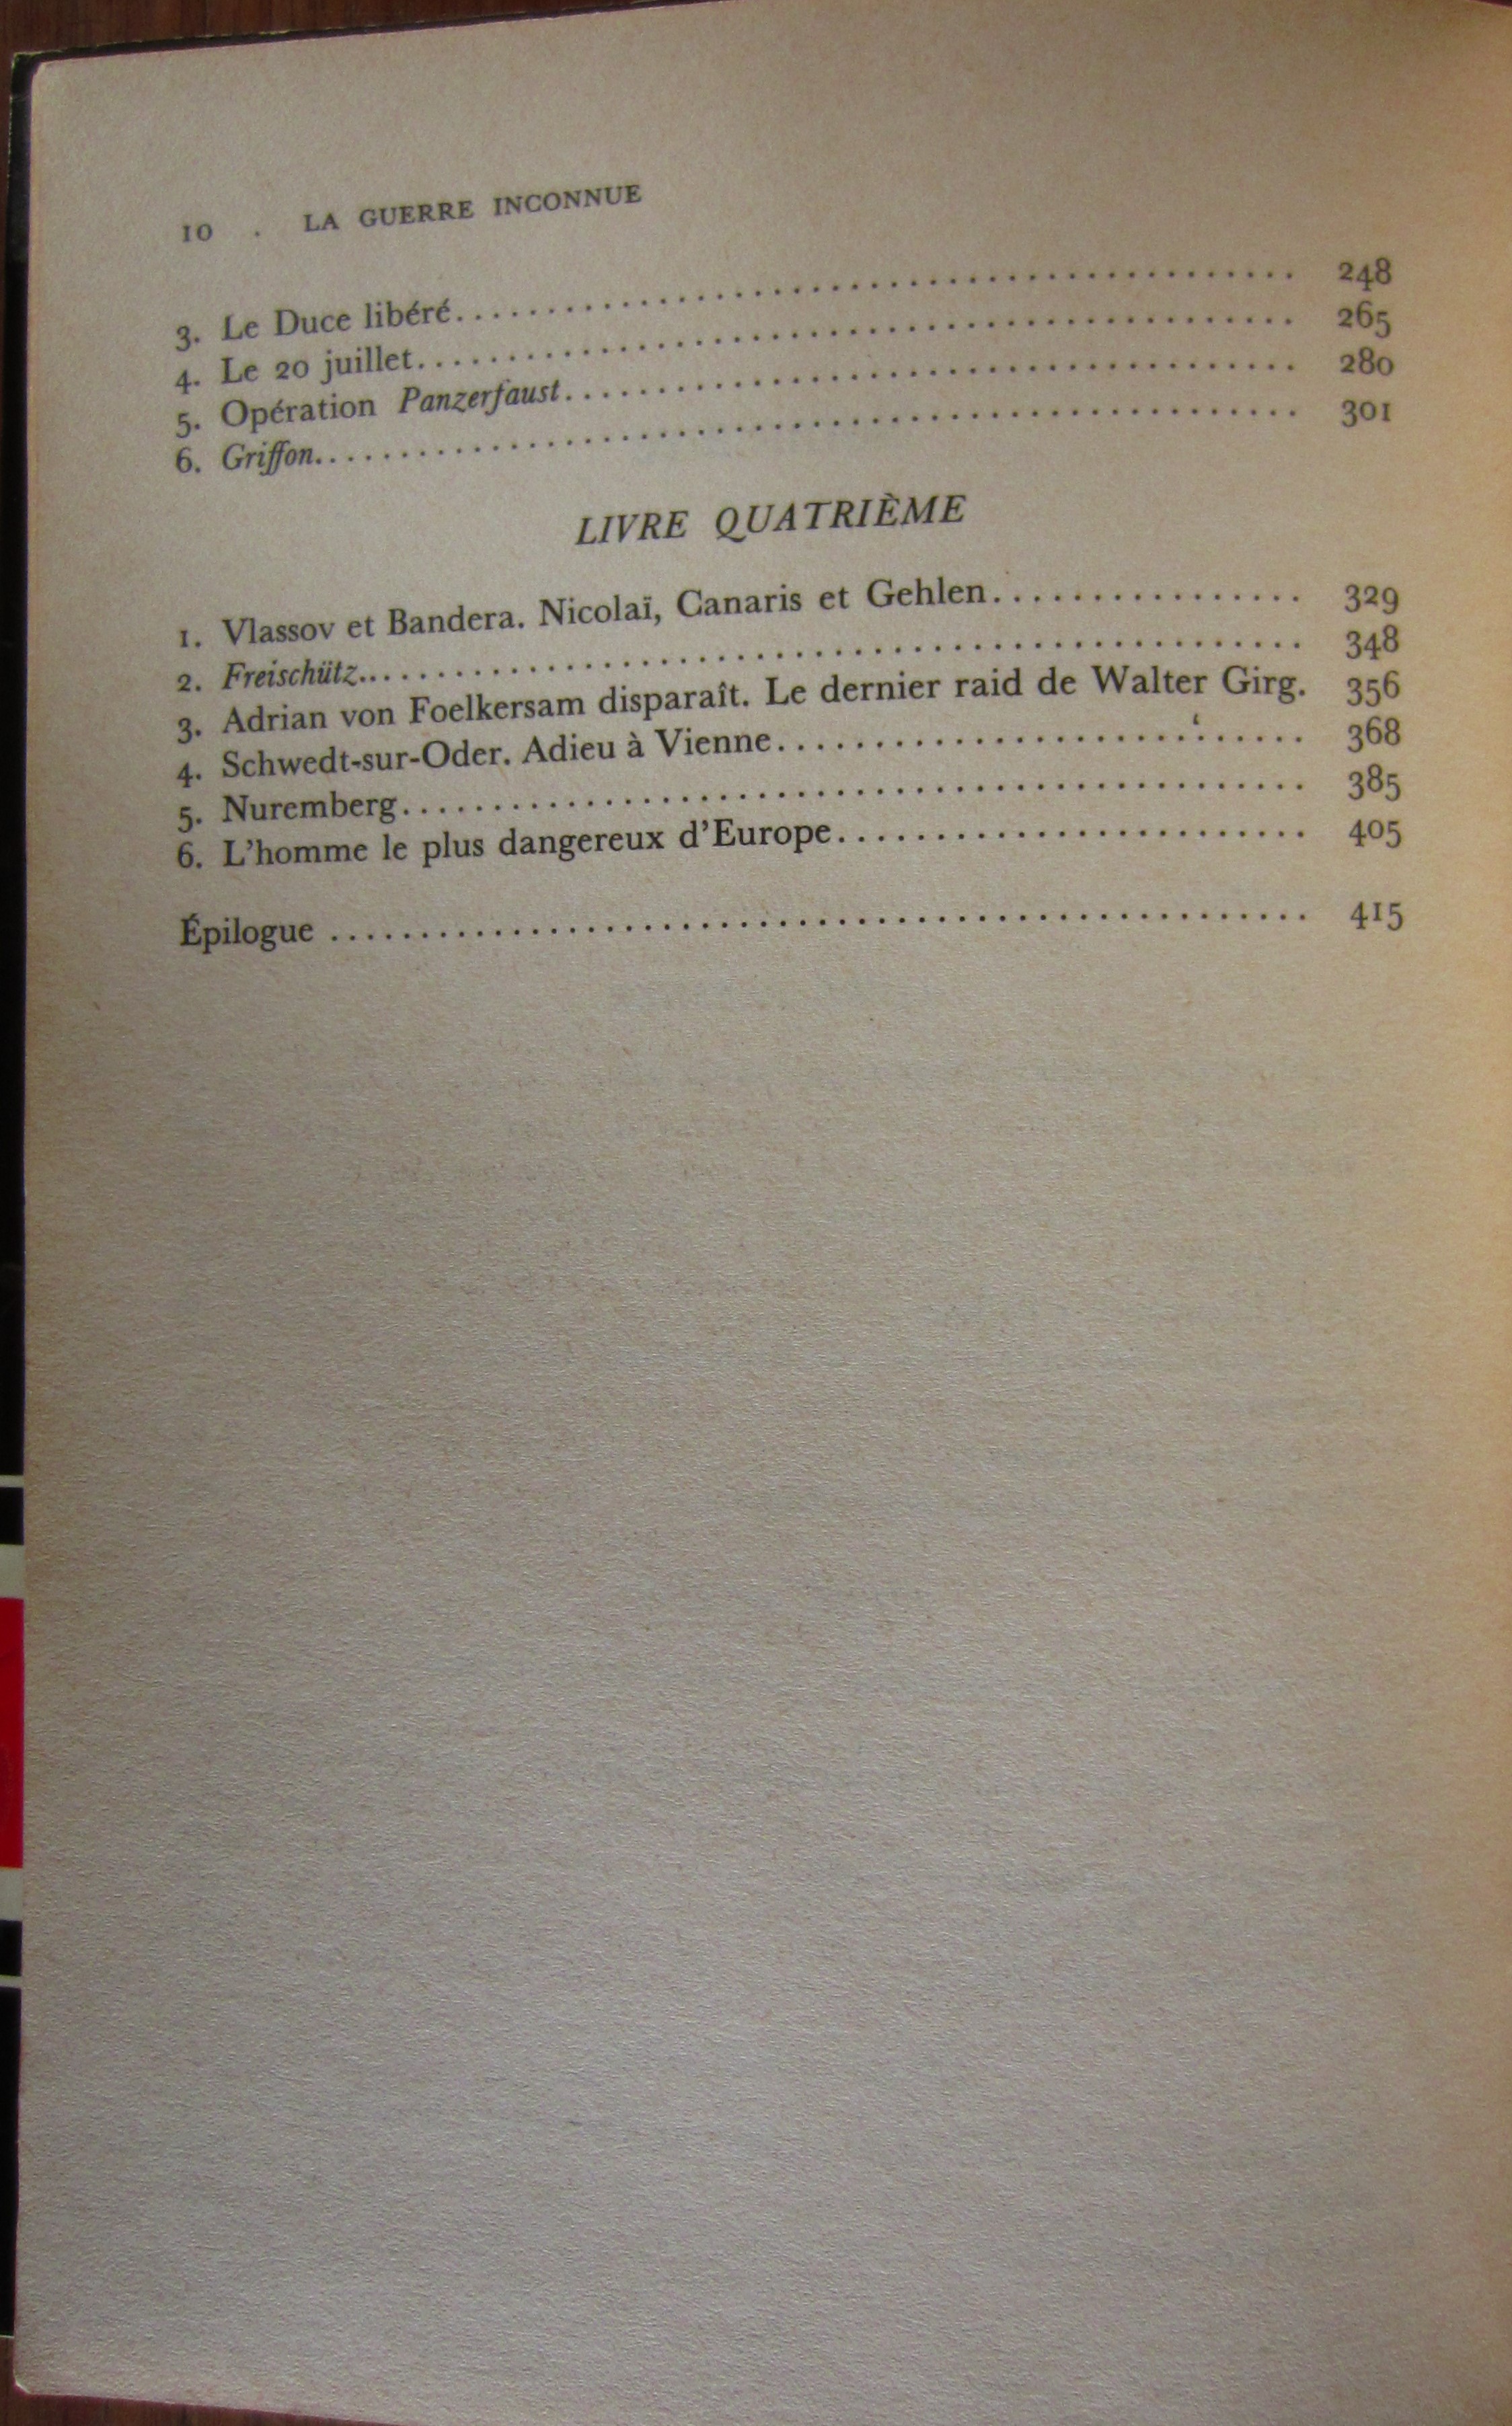 10 . LA GUERRE INCONNUE
3. Le Duce libéré............................................... 248
4. Le 20 juillet................................................. 265
5. Opération Panzerfaust......................................... 280
6. Griffon....................................................... 301
LIVRE QUATRIÈME
1. Vlassov et Bandera. Nicolaï, Canaris et Gehlen................ 329
2. Freischütz.................................................... 348
3. Adrian von Foelkersam disparaît. Le dernier raid de Walter Girg. 356
4. Schwedt-sur-Oder. Adieu à Vienne.............................. 368
5. Nuremberg..................................................... 385
6. L'homme le plus dangereux d'Europe............................ 405
Épilogue ........................................................ 415